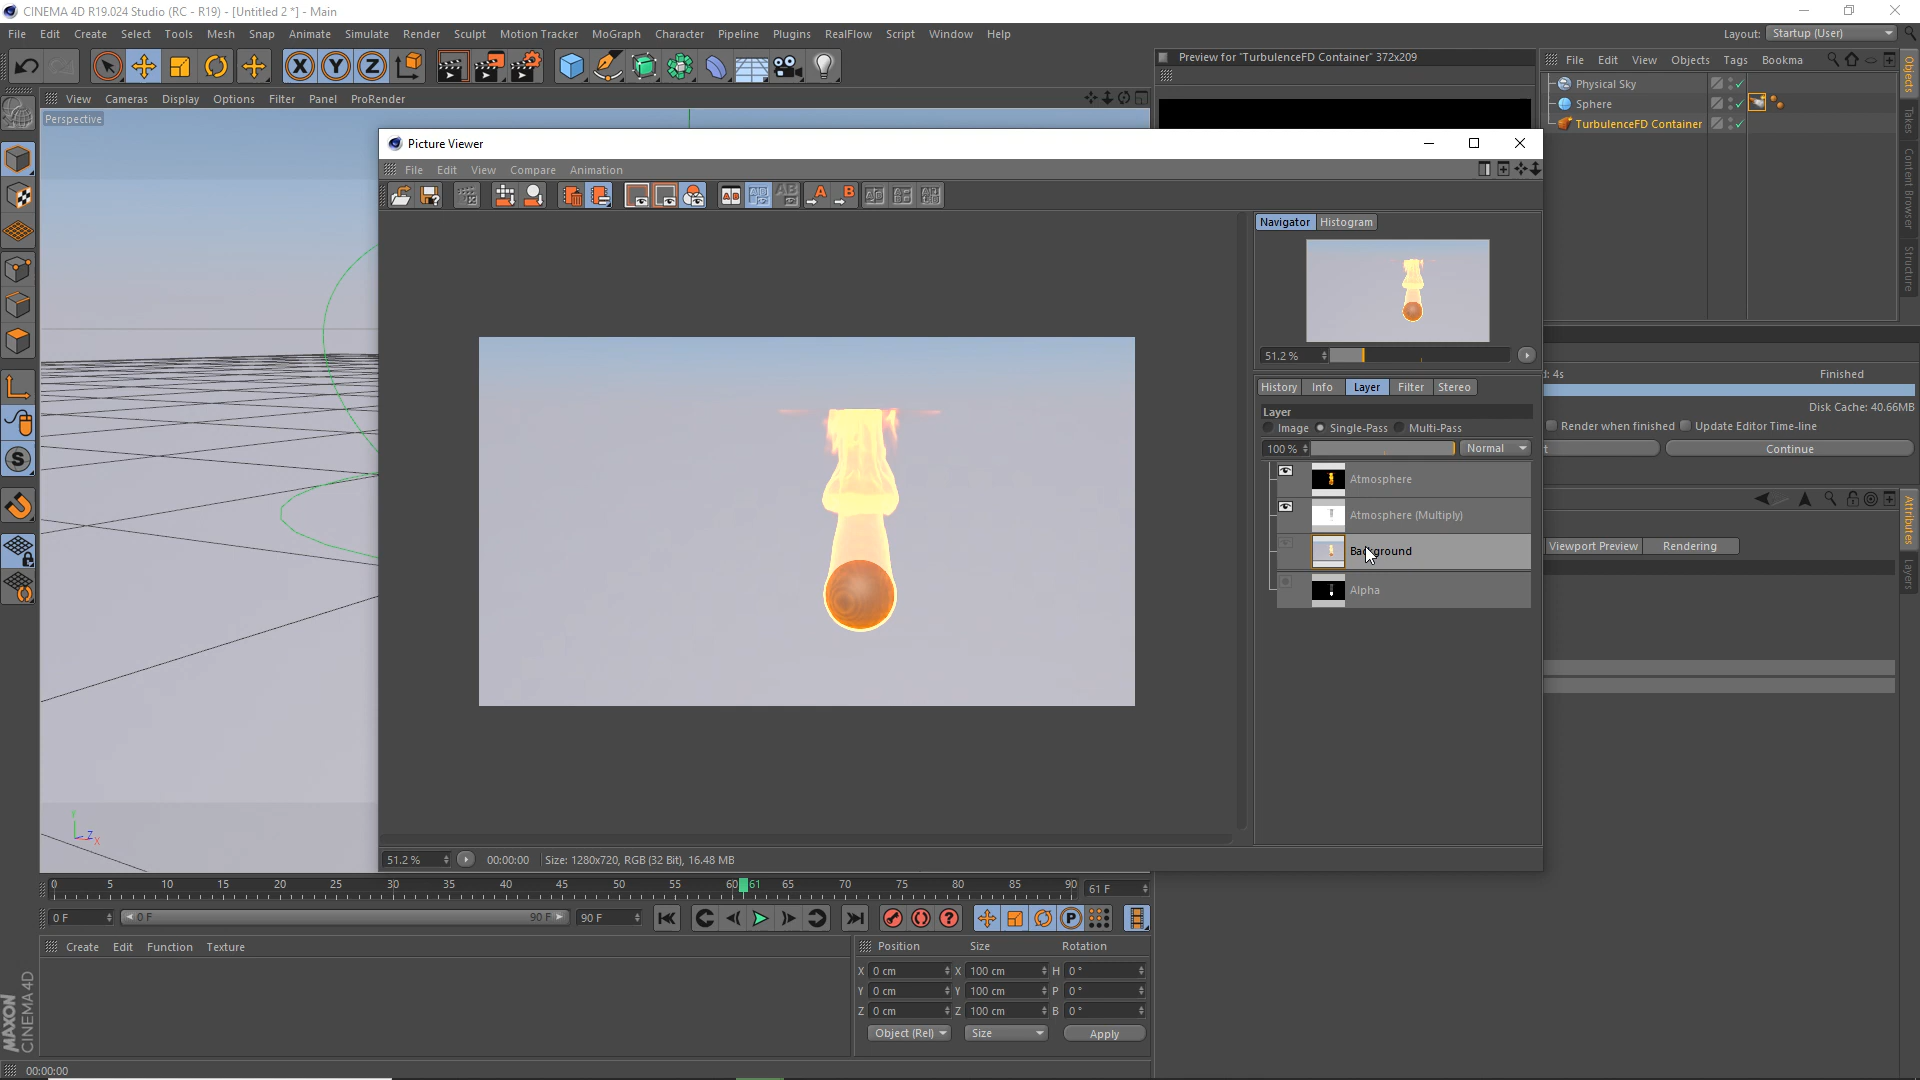 CINEMA 4D R19.024 Studio (RC - R19) - [Untitled 2 *] - Main
File Edit Create Select Tools Mesh Snap Animate Simulate Render Sculpt Motion Tracker MoGraph Character Pipeline Plugins RealFlow Script Window Help
Layout: Startup (User)
X Y Z
Preview for "TurbulenceFD Container" 372x209
File Edit View Objects Tags Bookma
View Cameras Display Options Filter Panel ProRender
Perspective
Physical Sky
Sphere
TurbulenceFD Container
Objects
Takes
Content Browser
Structure
Picture Viewer
File Edit View Compare Animation
Navigator Histogram
51.2 %
History Info Layer Filter Stereo
Layer
Image Single-Pass Multi-Pass
100 % Normal
Atmosphere
Atmosphere (Multiply)
Background
Alpha
: 4s Finished
Disk Cache: 40.66MB
Render when finished Update Editor Time-line
t Continue
Viewport Preview Rendering
Attributes
Layers
51.2 % 00:00:00 Size: 1280x720, RGB (32 Bit), 16.48 MB
Y Z X
0 5 10 15 20 25 30 35 40 45 50 55 60 61 65 70 75 80 85 90 61 F
0 F 0 F 90 F 90 F
Create Edit Function Texture
Position Size Rotation
X 0 cm X 100 cm H 0 °
Y 0 cm Y 100 cm P 0 °
Z 0 cm Z 100 cm B 0 °
Object (Rel) Size Apply
MAXON
CINEMA 4D
00:00:00